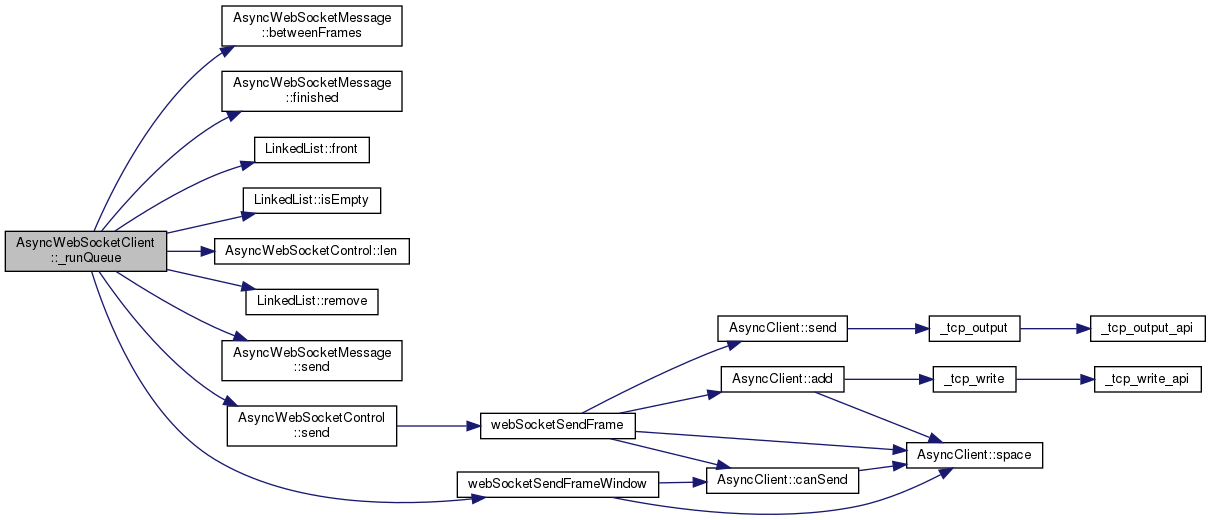 AsyncWebSocketClient
::_runQueue
AsyncWebSocketMessage
::betweenFrames
AsyncWebSocketMessage
::finished
LinkedList::front
LinkedList::isEmpty
AsyncWebSocketControl::len
LinkedList::remove
AsyncWebSocketMessage
::send
AsyncWebSocketControl
::send
webSocketSendFrame
webSocketSendFrameWindow
AsyncClient::send
AsyncClient::add
AsyncClient::canSend
_tcp_output
_tcp_write
AsyncClient::space
_tcp_output_api
_tcp_write_api